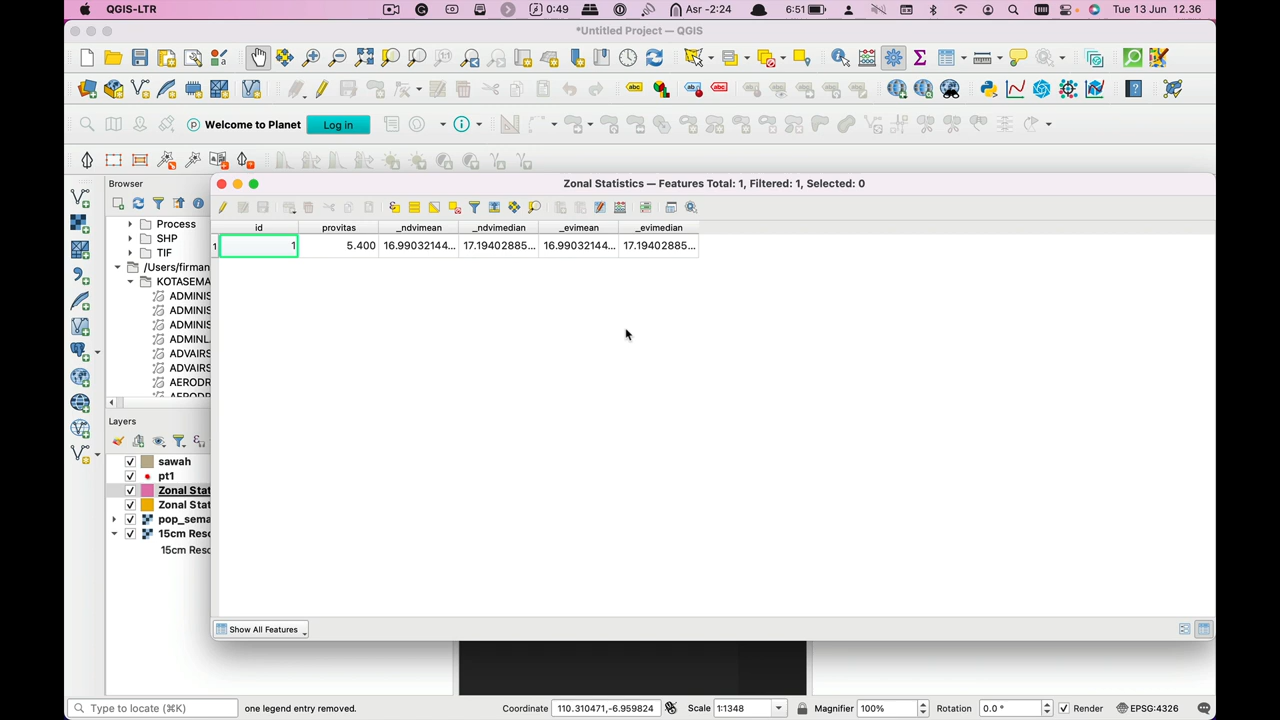 QGIS-LTR
0:49
Asr -2:24
6:51
Tue 13 Jun 12.36
*Untitled Project — QGIS
Welcome to Planet
Log in
Browser
Process
SHP
TIF
/Users/firman
KOTASEMA
ADMINIS
ADMINIS
ADMINIS
ADMINL
ADVAIRS
ADVAIRS
AERODR
AERODR
Zonal Statistics — Features Total: 1, Filtered: 1, Selected: 0
id provitas _ndvimean _ndvimedian _evimean _evimedian
1 1 5.400 16.99032144... 17.19402885... 16.99032144... 17.19402885...
Show All Features
Layers
sawah
pt1
Zonal Stat
Zonal Stat
pop_sema
15cm Reso
15cm Reso
Type to locate (⌘K)
one legend entry removed.
Coordinate 110.310471,-6.959824
Scale 1:1348
Magnifier 100%
Rotation 0.0 °
Render
EPSG:4326